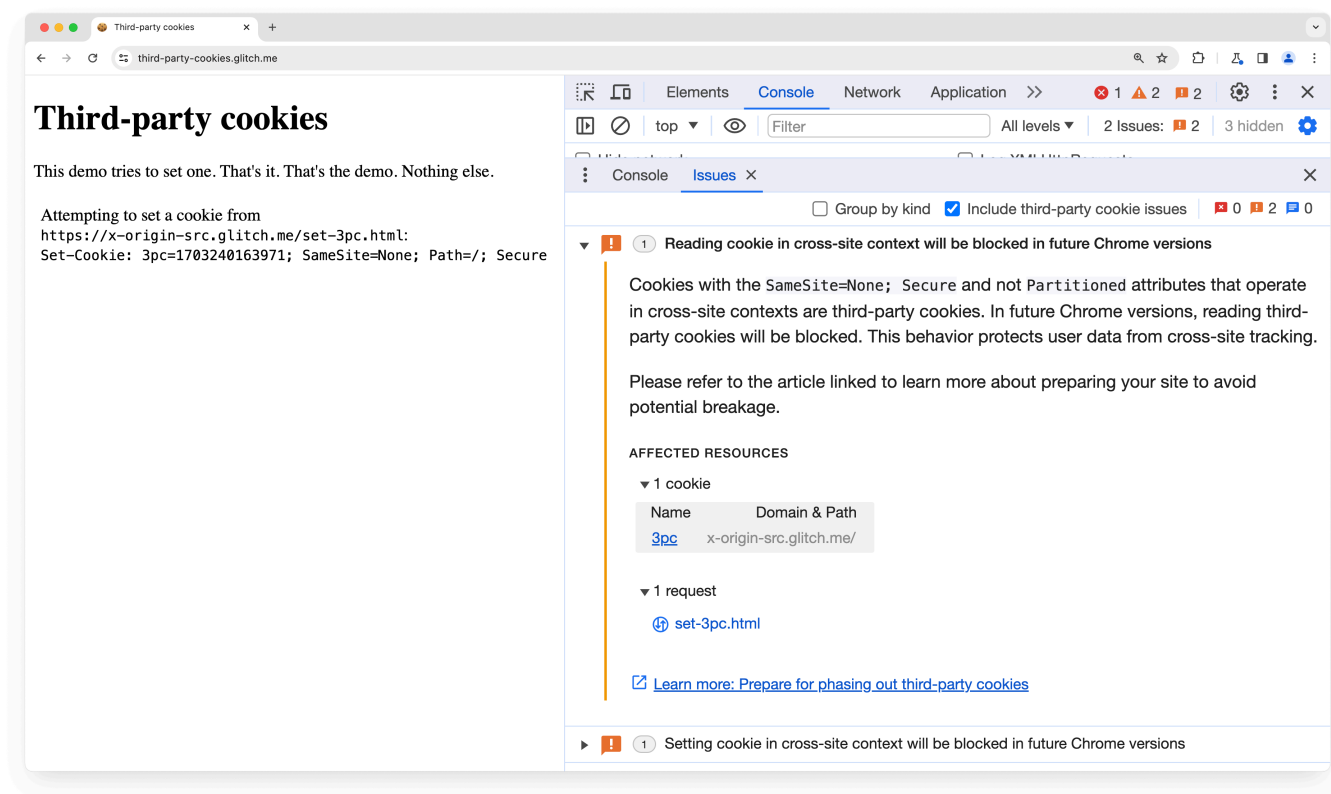 Third-party cookies
third-party-cookies.glitch.me
Third-party cookies
This demo tries to set one. That's it. That's the demo. Nothing else.
Attempting to set a cookie from
https://x-origin-src.glitch.me/set-3pc.html:
Set-Cookie: 3pc=1703240163971; SameSite=None; Path=/; Secure
Elements Console Network Application 1 2 2
top Filter All levels 2 Issues: 2 3 hidden
Console Issues
Group by kind Include third-party cookie issues 0 2 0
1 Reading cookie in cross-site context will be blocked in future Chrome versions
Cookies with the SameSite=None; Secure and not Partitioned attributes that operate
in cross-site contexts are third-party cookies. In future Chrome versions, reading third-
party cookies will be blocked. This behavior protects user data from cross-site tracking.
Please refer to the article linked to learn more about preparing your site to avoid
potential breakage.
AFFECTED RESOURCES
1 cookie
Name Domain & Path
3pc x-origin-src.glitch.me/
1 request
set-3pc.html
Learn more: Prepare for phasing out third-party cookies
1 Setting cookie in cross-site context will be blocked in future Chrome versions